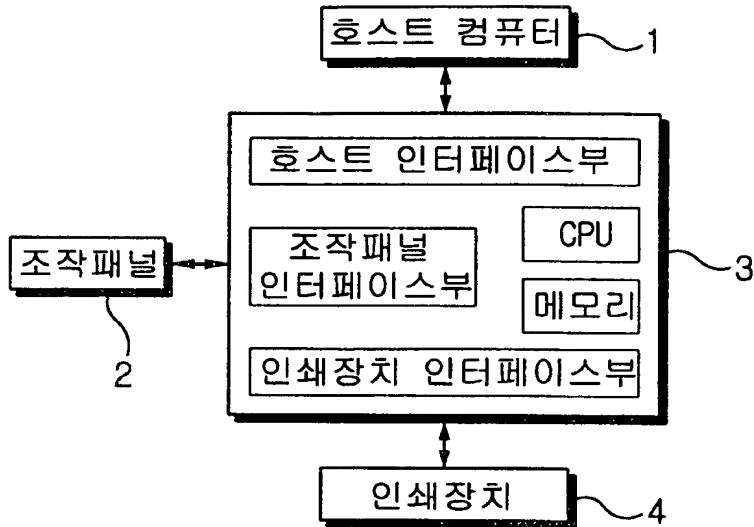 호스트 컴퓨터
1
호스트 인터페이스부
CPU
조작패널
조작패널
인터페이스부
3
메모리
2
인쇄장치 인터페이스부
인쇄장치
4